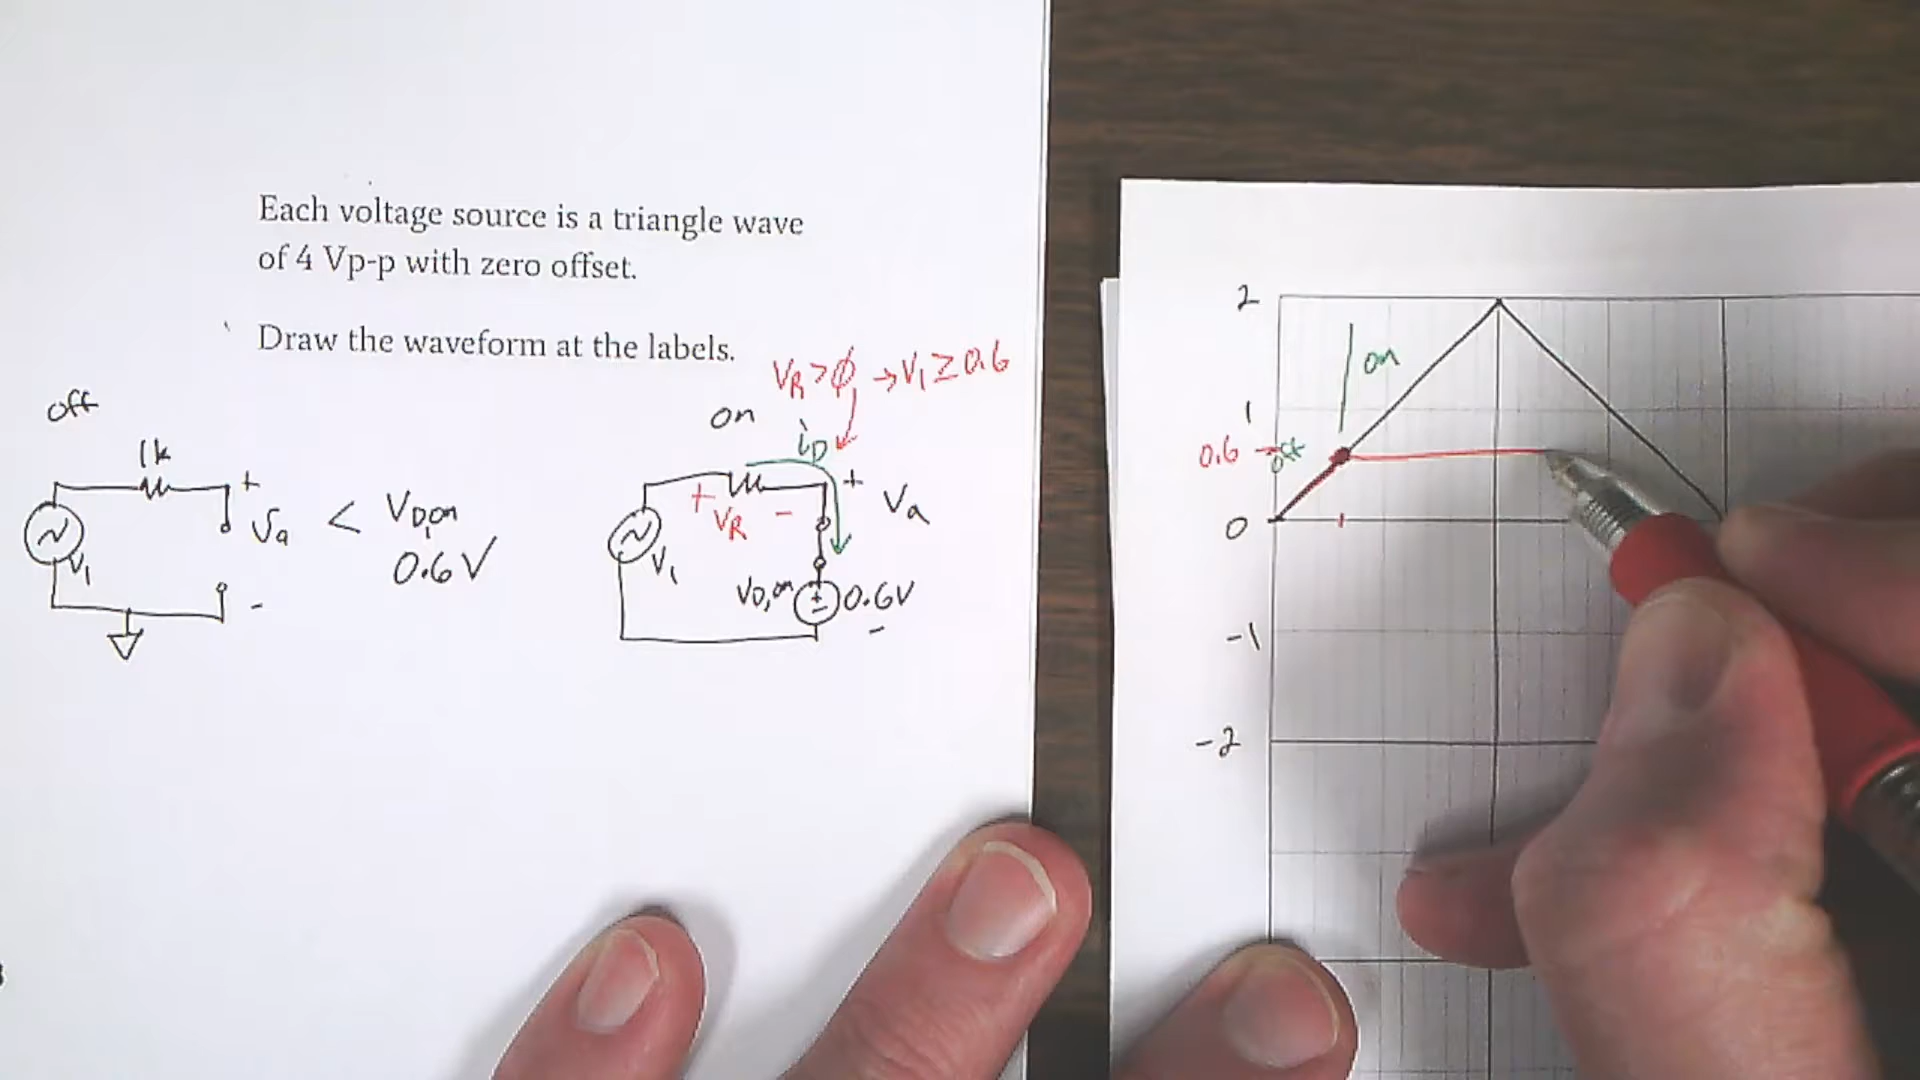 Each voltage source is a triangle wave
of 4 Vp-p with zero offset.
Draw the waveform at the labels.
off
1k
+
Va
-
V1
< VD,on
0.6V
VR>ϕ → V1 ≥ 0.6
on
iD
+
Va
+ VR -
V1
VD,on
+
-
0.6V
-
2
on
1
0.6
off
0
-1
-2